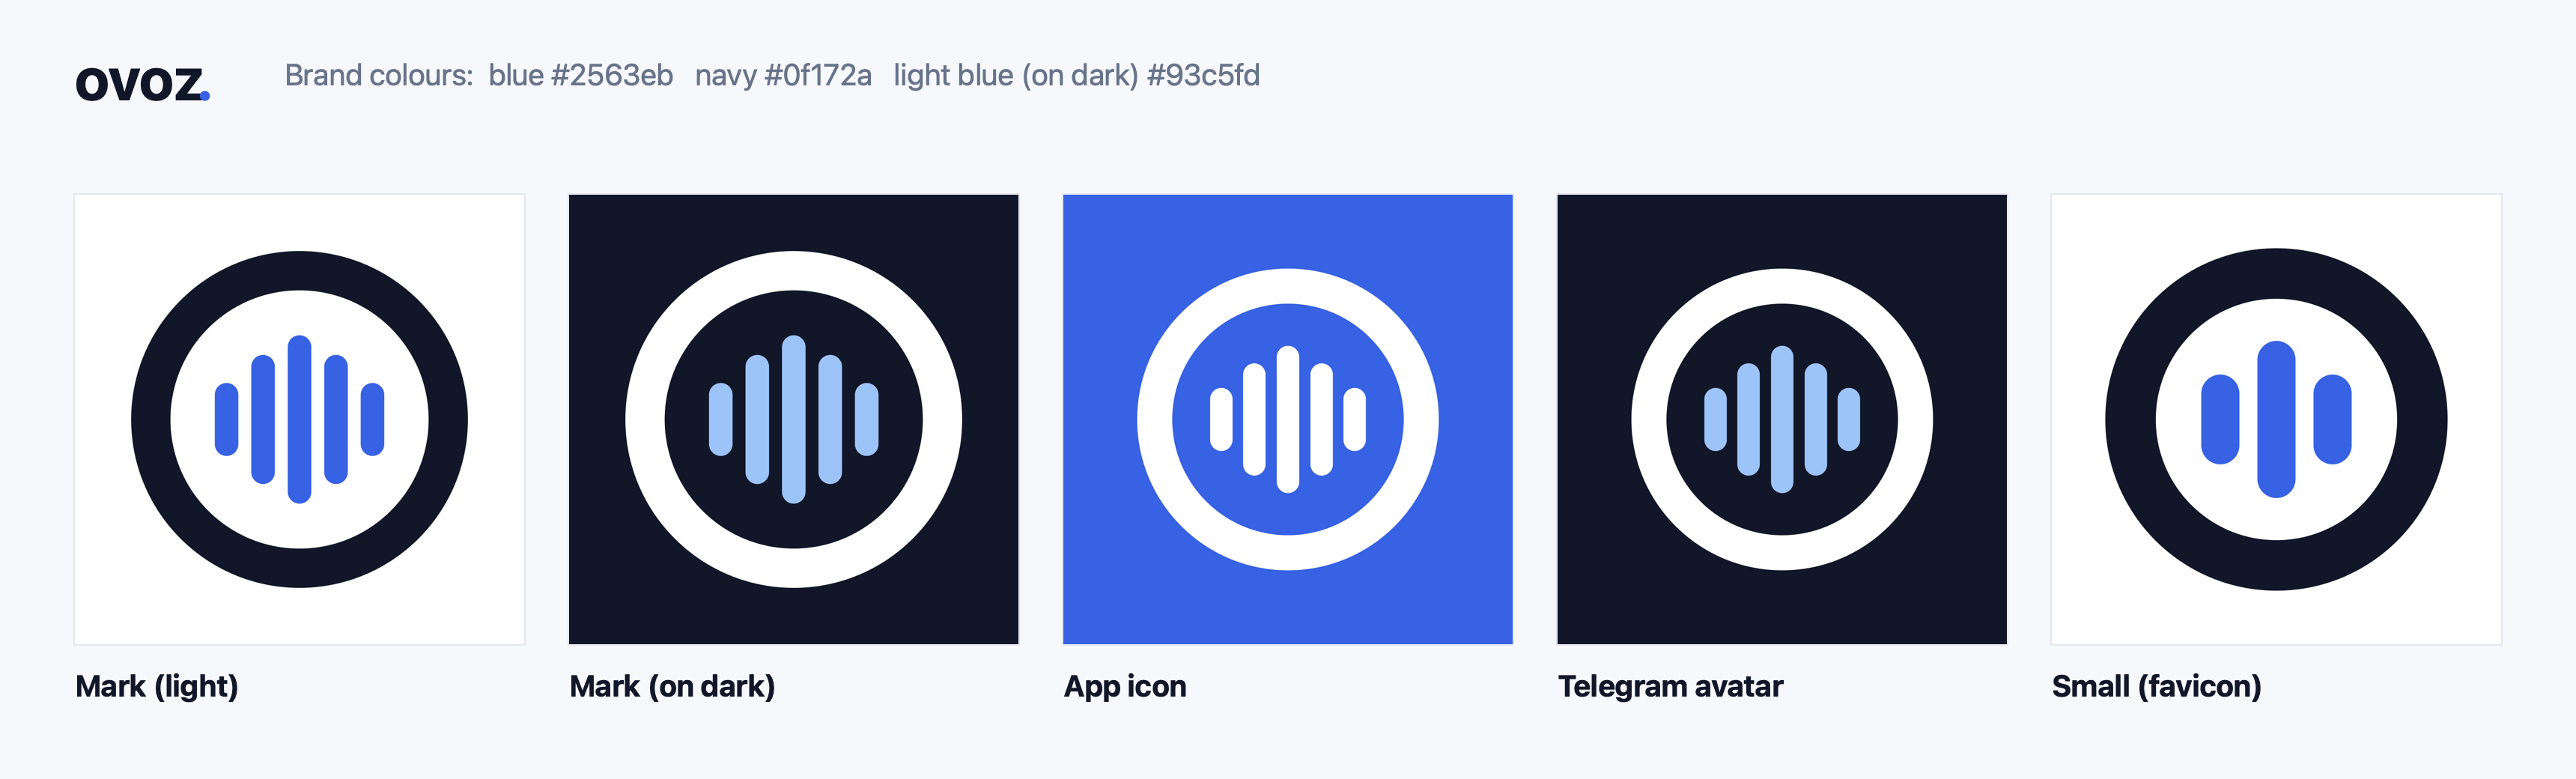 ovoz.
Brand colours: blue #2563eb navy #0f172a light blue (on dark) #93c5fd
Mark (light)
Mark (on dark)
App icon
Telegram avatar
Small (favicon)